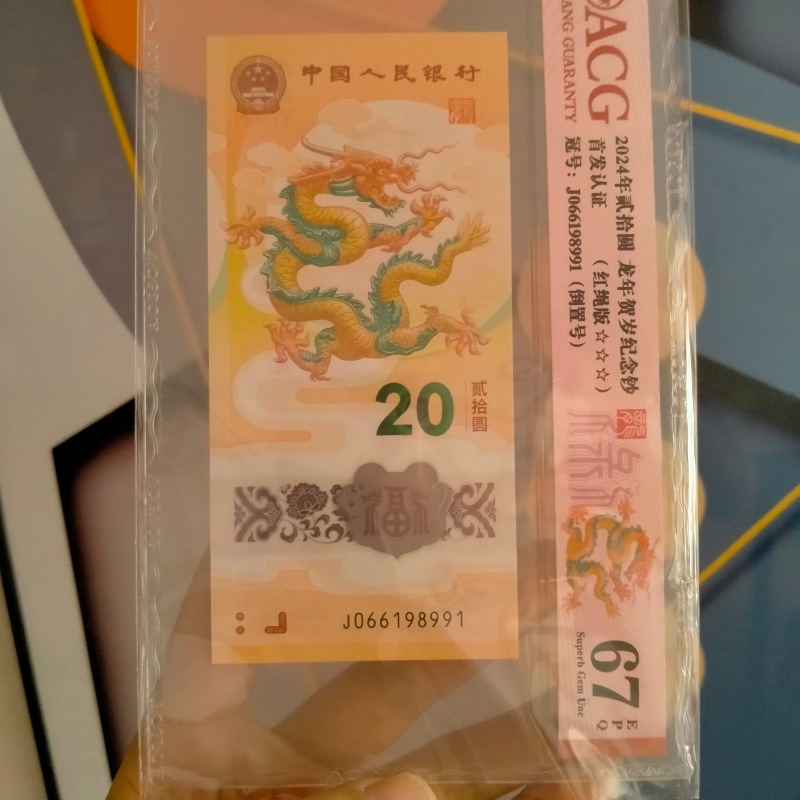 中国人民银行
20
贰拾圆
福
J066198991
ACG
ANG GUARANTY
2024年贰拾圆 龙年贺岁纪念钞
首发认证 (红绳版☆☆☆)
冠号: J066198991 (倒置号)
67
EPQ
Superb Gem Unc